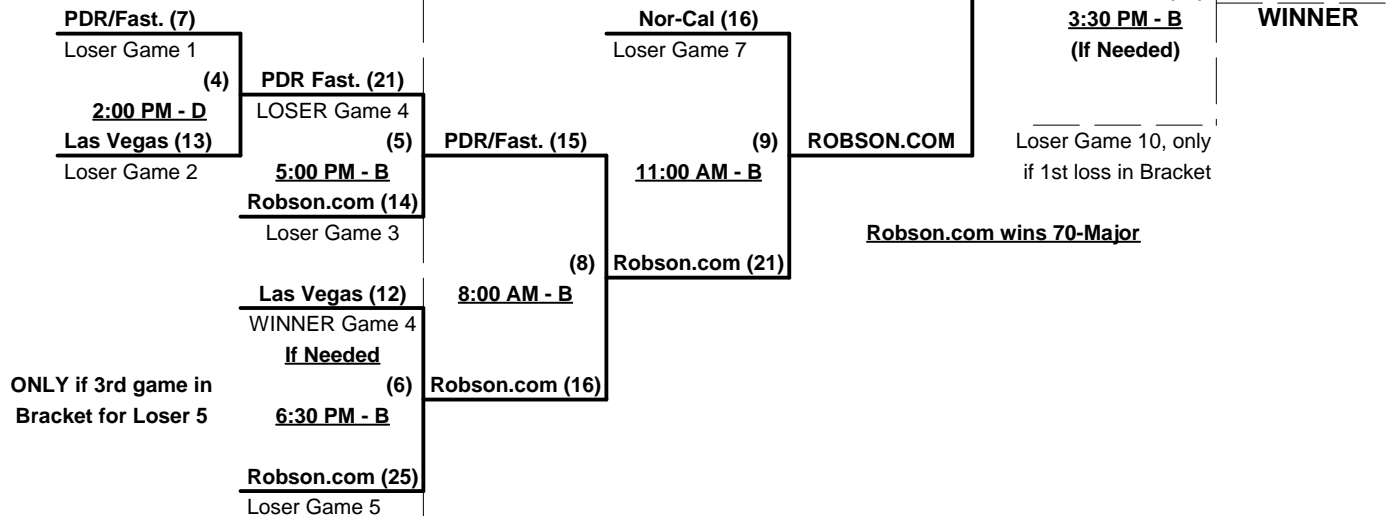 PDR/Fast. (7)
Loser Game 1
(4)
2:00 PM - D
Las Vegas (13)
Loser Game 2
PDR Fast. (21)
LOSER Game 4
(5)
5:00 PM - B
Robson.com (14)
Loser Game 3
Las Vegas (12)
WINNER Game 4
If Needed
(6)
6:30 PM - B
Robson.com (25)
Loser Game 5
ONLY if 3rd game in
Bracket for Loser 5
PDR/Fast. (15)
(8)
8:00 AM - B
Robson.com (16)
Nor-Cal (16)
Loser Game 7
(9)
11:00 AM - B
Robson.com (21)
ROBSON.COM
3:30 PM - B
(If Needed)
WINNER
Loser Game 10, only
if 1st loss in Bracket
Robson.com wins 70-Major